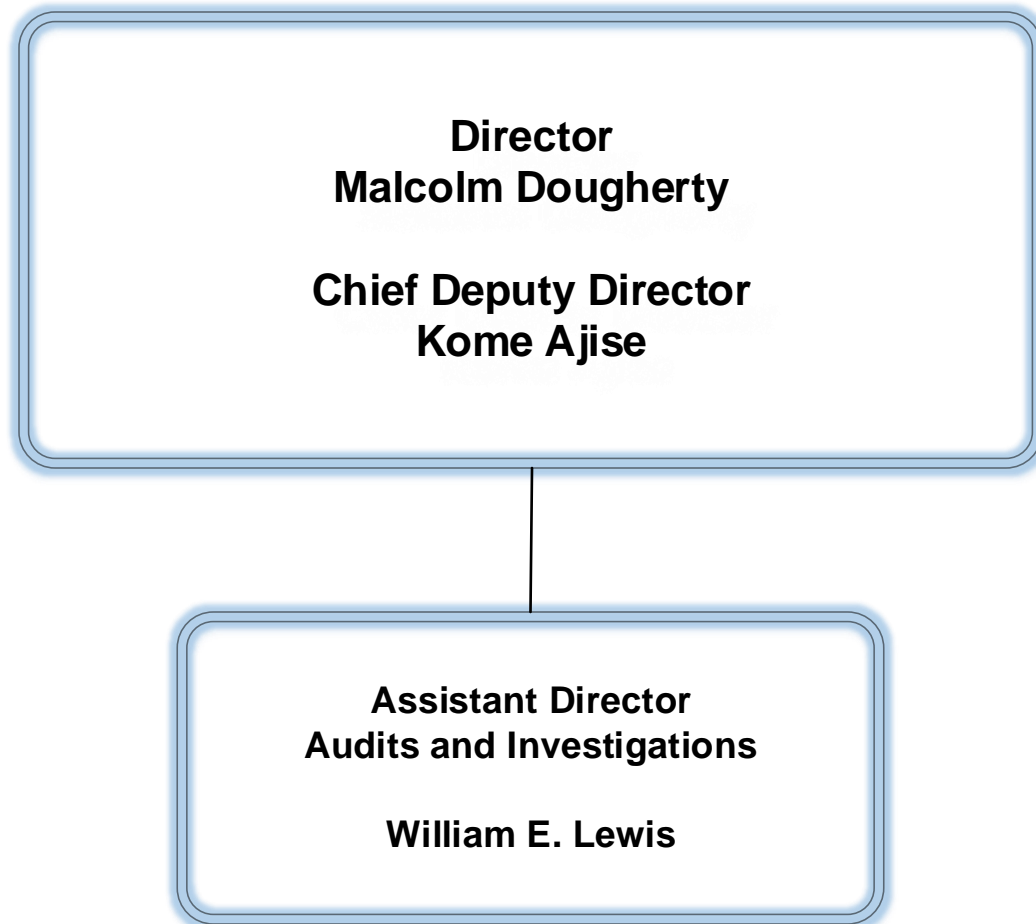 Director
Malcolm Dougherty
Chief Deputy Director
Kome Ajise
Assistant Director
Audits and Investigations
William E. Lewis